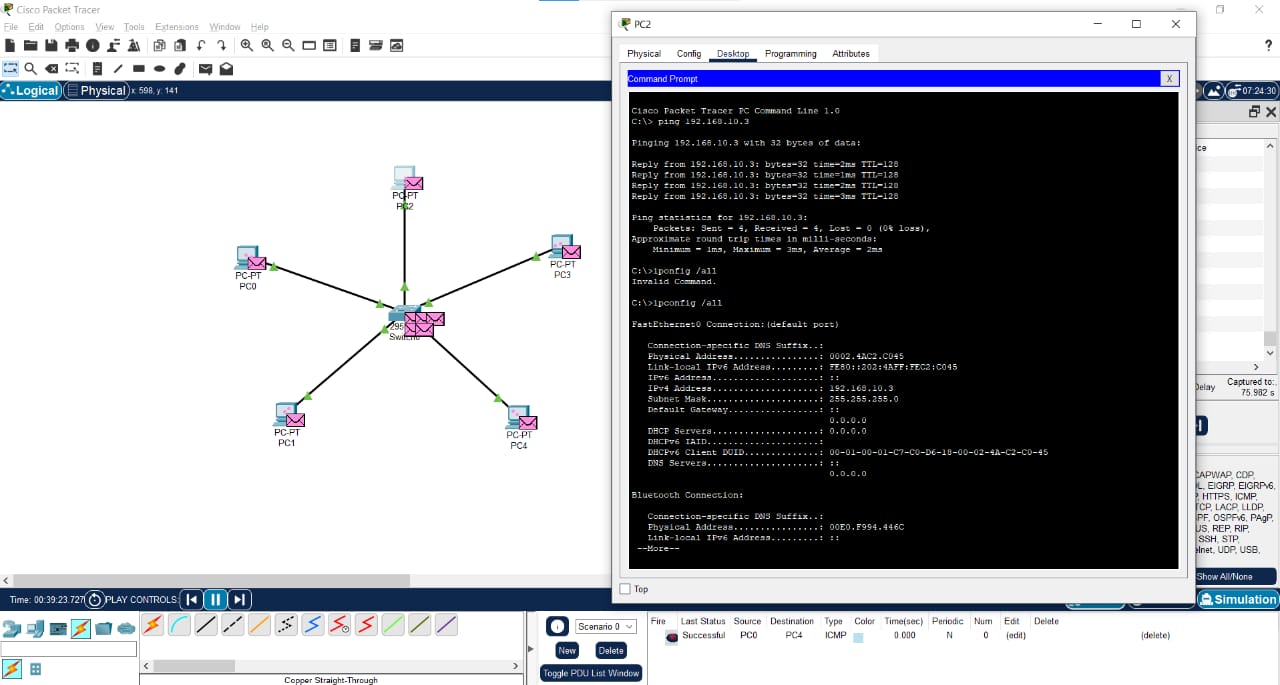 Cisco Packet Tracer
File Edit Options View Tools Extensions Window Help
?
Logical Physical x: 598, y: 141
07:24:30
PC-PT
PC2
PC-PT
PC0
PC-PT
PC3
PC-PT
PC1
PC-PT
PC4
PC2
Physical Config Desktop Programming Attributes
Command Prompt
X
Cisco Packet Tracer PC Command Line 1.0
C:\> ping 192.168.10.3
Pinging 192.168.10.3 with 32 bytes of data:
Reply from 192.168.10.3: bytes=32 time=2ms TTL=128
Reply from 192.168.10.3: bytes=32 time=1ms TTL=128
Reply from 192.168.10.3: bytes=32 time=2ms TTL=128
Reply from 192.168.10.3: bytes=32 time=3ms TTL=128
Ping statistics for 192.168.10.3:
Packets: Sent = 4, Received = 4, Lost = 0 (0% loss),
Approximate round trip times in milli-seconds:
Minimum = 1ms, Maximum = 3ms, Average = 2ms
C:\>iponfig /all
Invalid Command.
C:\>ipconfig /all
FastEthernet0 Connection:(default port)
Connection-specific DNS Suffix..:
Physical Address................: 0002.4AC2.C045
Link-local IPv6 Address.........: FE80::202:4AFF:FEC2:C045
IPv6 Address....................: ::
IPv4 Address....................: 192.168.10.3
Subnet Mask.....................: 255.255.255.0
Default Gateway.................: ::
0.0.0.0
DHCP Servers....................: 0.0.0.0
DHCPv6 IAID.....................:
DHCPv6 Client DUID..............: 00-01-00-01-C7-C0-D6-18-00-02-4A-C2-C0-45
DNS Servers.....................: ::
0.0.0.0
Bluetooth Connection:
Connection-specific DNS Suffix..:
Physical Address................: 00E0.F994.446C
Link-local IPv6 Address.........: ::
--More--
Top
ce
elay
Captured to:
75.982 s
CAPWAP, CDP,
L, EIGRP, EIGRPv6,
HTTPS, ICMP,
TCP, LACP, LLDP,
PF, OSPFv6, PAgP,
US, REP, RIP,
SSH, STP,
elnet, UDP, USB,
Show All/None
Simulation
Time: 00:39:23.727 PLAY CONTROLS:
Copper Straight-Through
Scenario 0
New Delete
Toggle PDU List Window
Fire Last Status Source Destination Type Color Time(sec) Periodic Num Edit Delete
Successful PC0 PC4 ICMP 0.000 N 0 (edit) (delete)